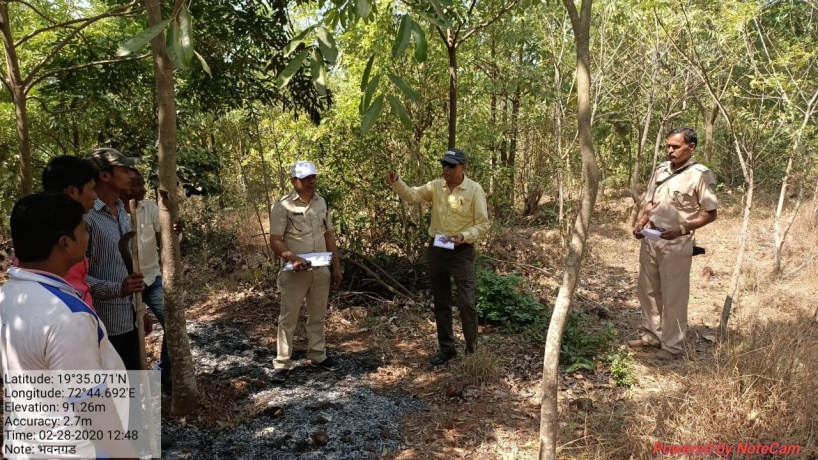 Latitude: 19°35.071'N
Longitude: 72°44.692'E
Elevation: 91.26m
Accuracy: 2.7m
Time: 02-28-2020 12:48
Note: भवनगड
Powered by NoteCam